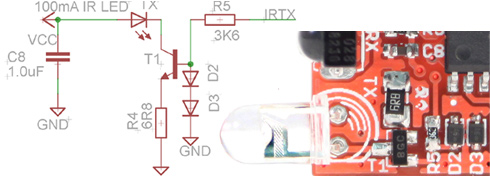 100mA IR LED
TX
R5
IRTX
3K6
VCC
C8
1.0uF
T1
D2
D3
R4
6R8
GND
GND
C8
TX
6R8
T1
R5
D2
D3